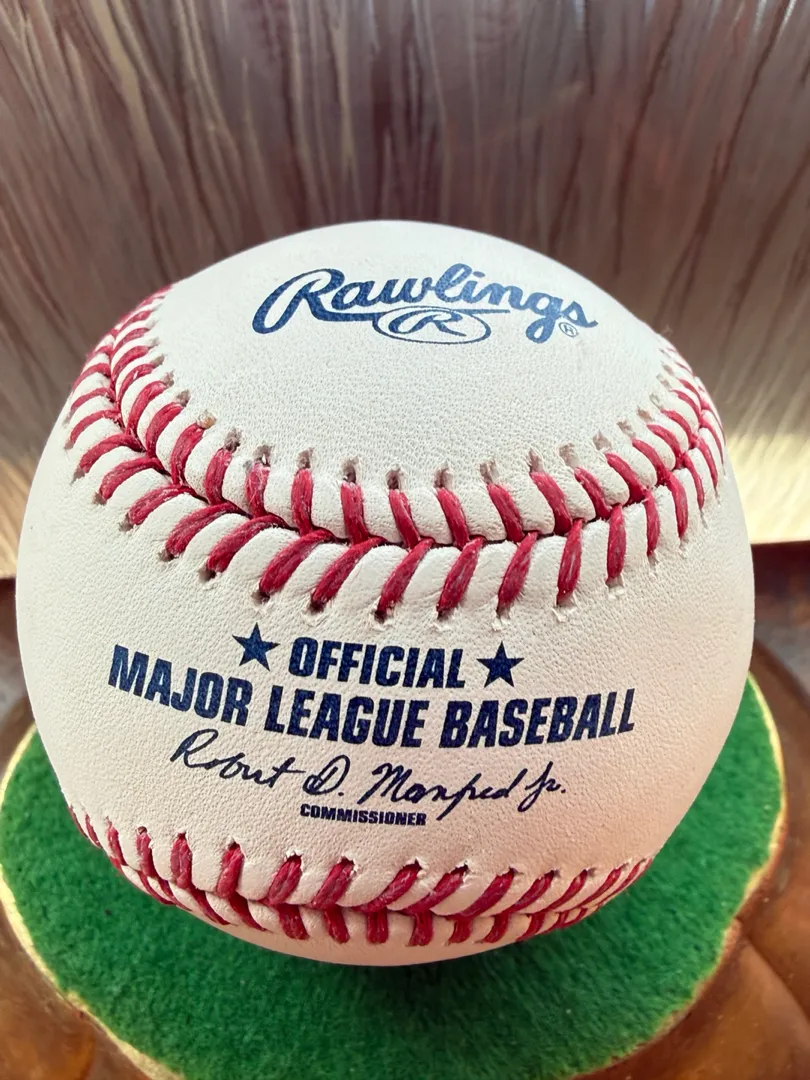 Rawlings ®
R
★ OFFICIAL ★
MAJOR LEAGUE BASEBALL
Robert D. Manfred Jr.
COMMISSIONER